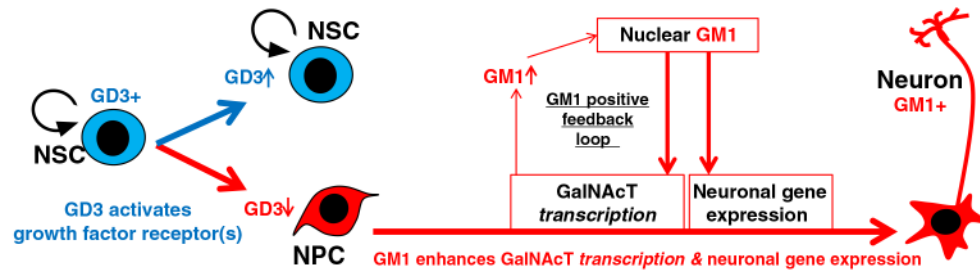 NSC
GD3+
NSC
GD3↑
GD3 activates
growth factor receptor(s)
GD3↓
NPC
Nuclear GM1
GM1↑
GM1 positive
feedback
loop
GalNAcT
transcription
Neuronal gene
expression
Neuron
GM1+
GM1 enhances GalNAcT transcription & neuronal gene expression